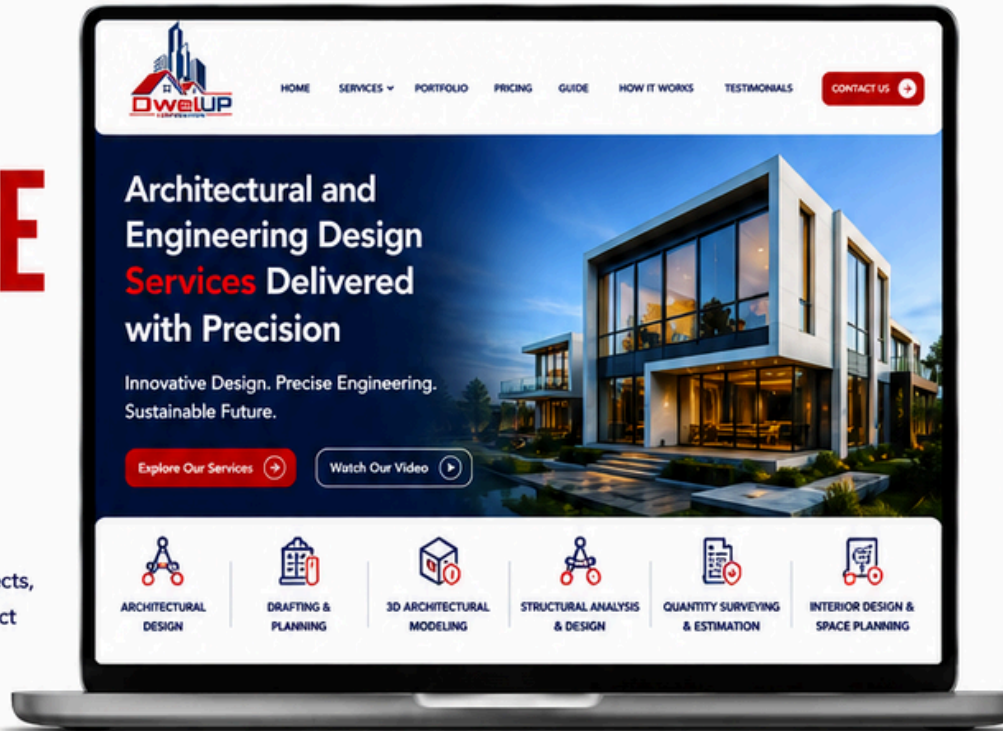 E
ects,
ct
DwelUP
HOME SERVICES PORTFOLIO PRICING GUIDE HOW IT WORKS TESTIMONIALS CONTACT US
Architectural and
Engineering Design
Services Delivered
with Precision
Innovative Design. Precise Engineering.
Sustainable Future.
Explore Our Services Watch Our Video
ARCHITECTURAL
DESIGN
DRAFTING &
PLANNING
3D ARCHITECTURAL
MODELING
STRUCTURAL ANALYSIS
& DESIGN
QUANTITY SURVEYING
& ESTIMATION
INTERIOR DESIGN &
SPACE PLANNING